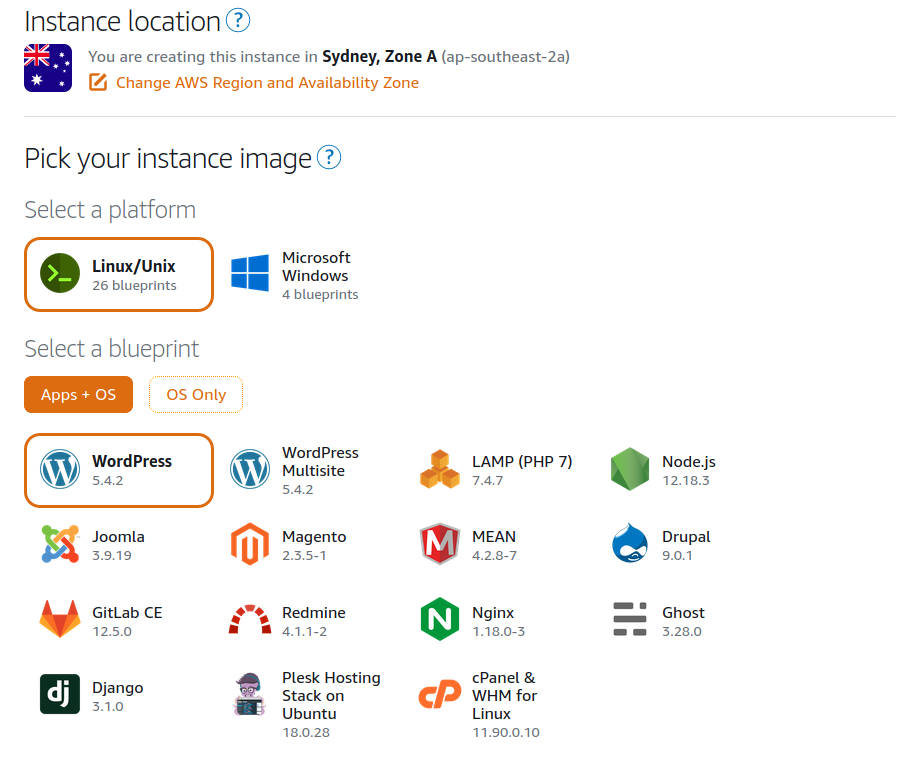 Instance location ?
You are creating this instance in Sydney, Zone A (ap-southeast-2a)
Change AWS Region and Availability Zone
Pick your instance image ?
Select a platform
Linux/Unix
26 blueprints
Microsoft
Windows
4 blueprints
Select a blueprint
Apps + OS
OS Only
WordPress
5.4.2
WordPress
Multisite
5.4.2
LAMP (PHP 7)
7.4.7
Node.js
12.18.3
Joomla
3.9.19
Magento
2.3.5-1
MEAN
4.2.8-7
Drupal
9.0.1
GitLab CE
12.5.0
Redmine
4.1.1-2
Nginx
1.18.0-3
Ghost
3.28.0
dj
Django
3.1.0
Plesk Hosting
Stack on
Ubuntu
18.0.28
cP
cPanel &
WHM for
Linux
11.90.0.10